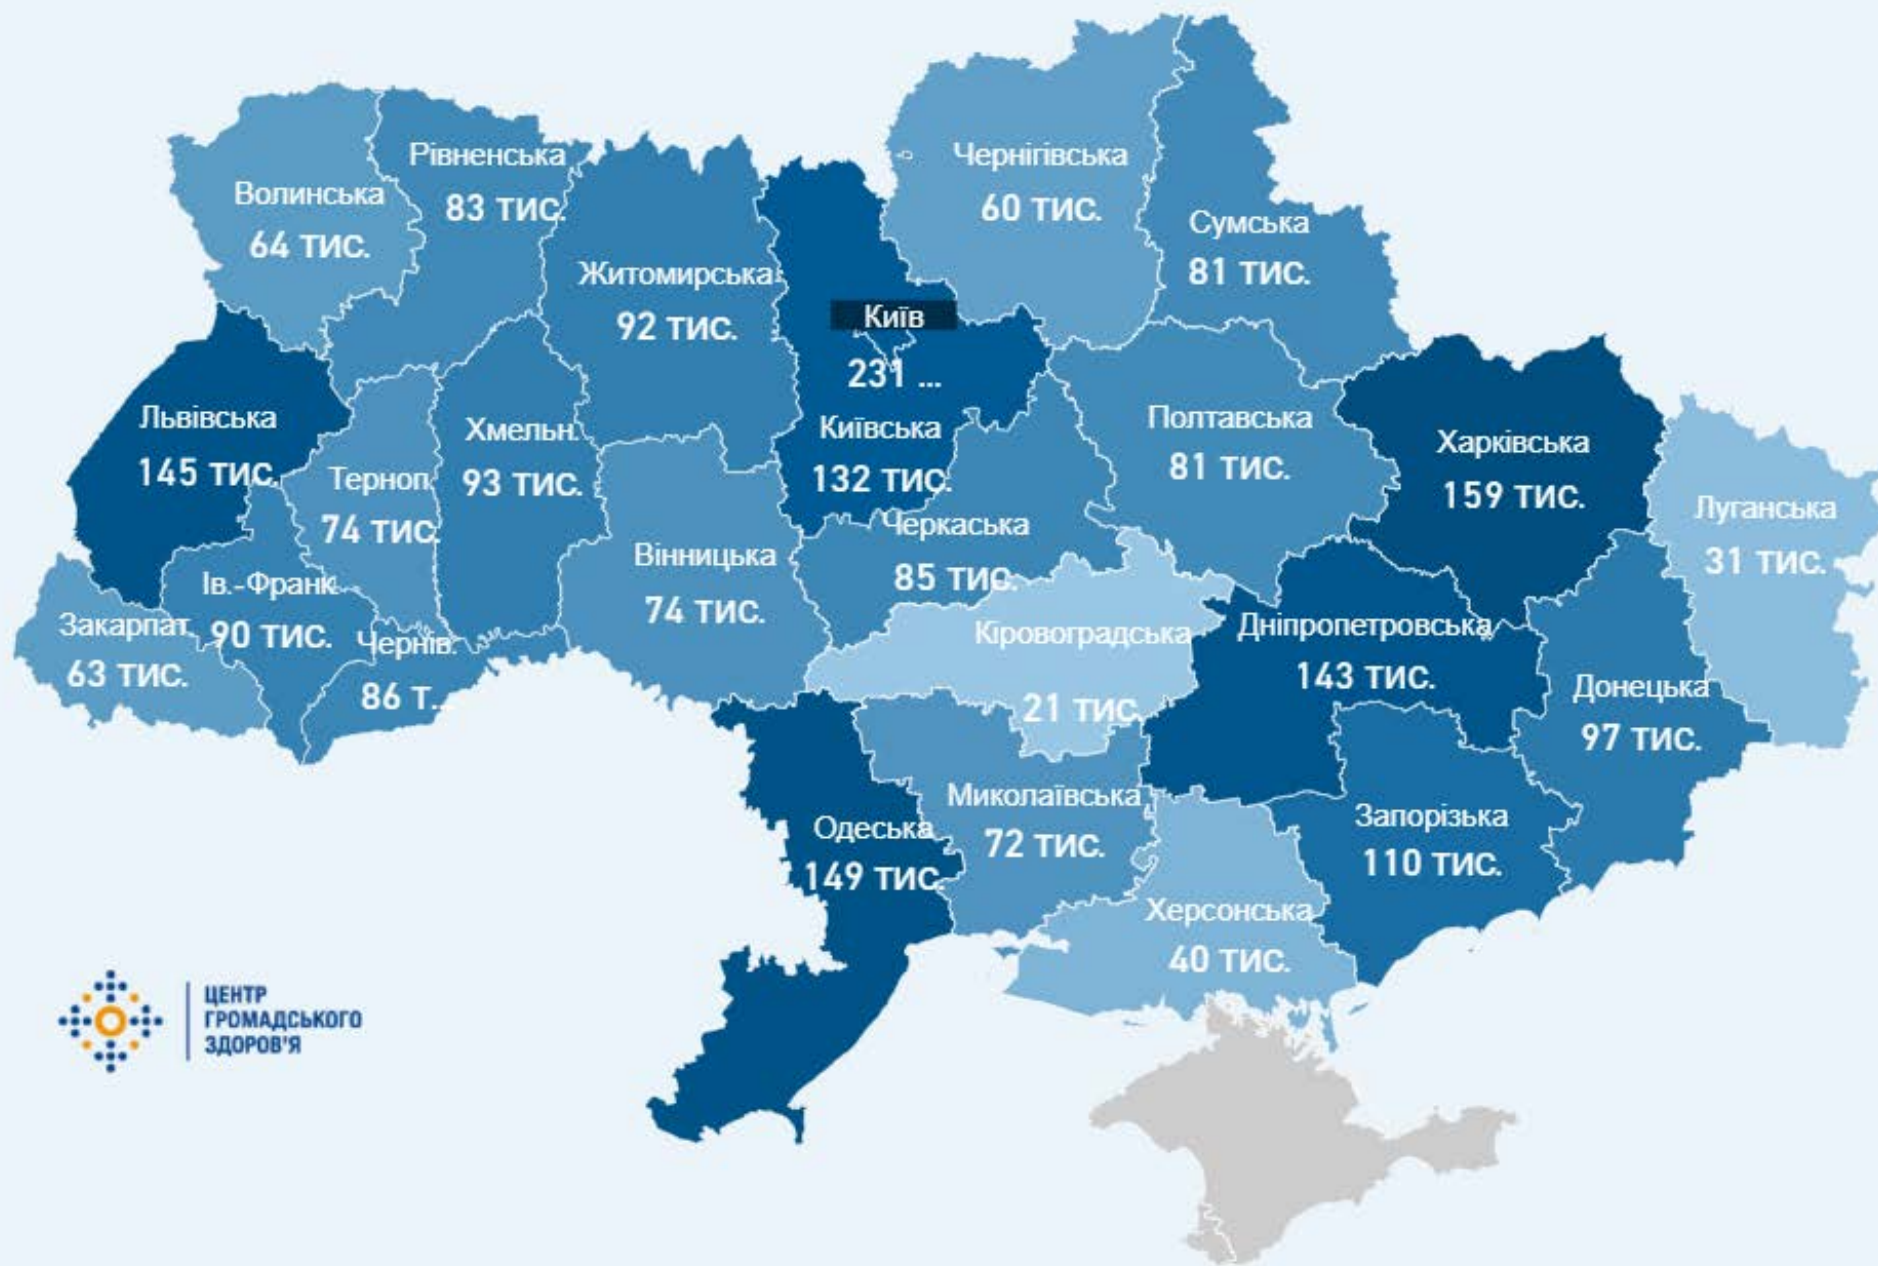 Рівненська
83 тис.
Чернігівська
60 тис.
Волинська
64 тис.
Сумська
81 тис.
Житомирська
92 тис.
Київ
231 ...
Львівська
145 тис.
Терноп.
74 тис.
Хмельн.
93 тис.
Київська
132 тис.
Полтавська
81 тис.
Харківська
159 тис.
Луганська
31 тис.
Черкаська
85 тис.
Вінницька
74 тис.
Ів.-Франк.
90 тис.
Закарпат.
63 тис.
Чернів.
86 т...
Кіровоградська
21 тис.
Дніпропетровська
143 тис.
Донецька
97 тис.
Одеська
149 тис.
Миколаївська
72 тис.
Запорізька
110 тис.
Херсонська
40 тис.
ЦЕНТР
ГРОМАДСЬКОГО
ЗДОРОВ'Я